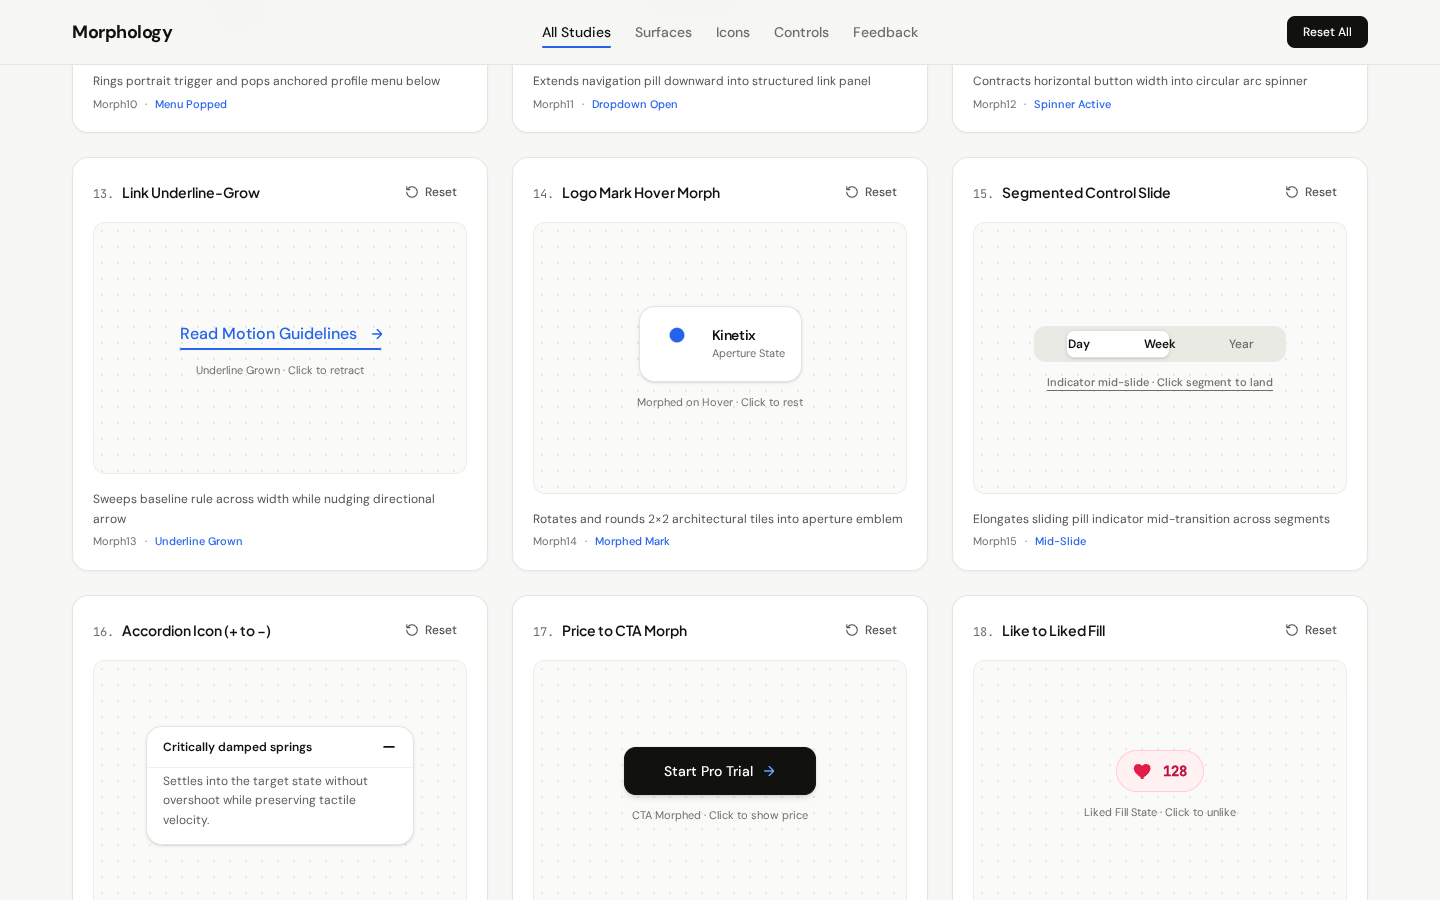 Morphology
All Studies
Surfaces
Icons
Controls
Feedback
Reset All
Rings portrait trigger and pops anchored profile menu below
Morph10 · Menu Popped
Extends navigation pill downward into structured link panel
Morph11 · Dropdown Open
Contracts horizontal button width into circular arc spinner
Morph12 · Spinner Active
13. Link Underline-Grow
Reset
Read Motion Guidelines →
Underline Grown · Click to retract
Sweeps baseline rule across width while nudging directional
arrow
Morph13 · Underline Grown
14. Logo Mark Hover Morph
Reset
Kinetix
Aperture State
Morphed on Hover · Click to rest
Rotates and rounds 2×2 architectural tiles into aperture emblem
Morph14 · Morphed Mark
15. Segmented Control Slide
Reset
Day Week Year
Indicator mid-slide · Click segment to land
Elongates sliding pill indicator mid-transition across segments
Morph15 · Mid-Slide
16. Accordion Icon (+ to −)
Reset
Critically damped springs
Settles into the target state without
overshoot while preserving tactile
velocity.
17. Price to CTA Morph
Reset
Start Pro Trial →
CTA Morphed · Click to show price
18. Like to Liked Fill
Reset
128
Liked Fill State · Click to unlike